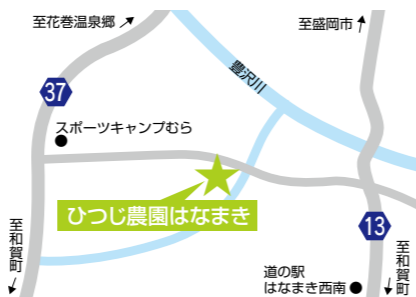 至花巻温泉郷
至盛岡市
37
豊沢川
スポーツキャンプむら
ひつじ農園はなまき
至和賀町
13
道の駅
はなまき西南
至和賀町